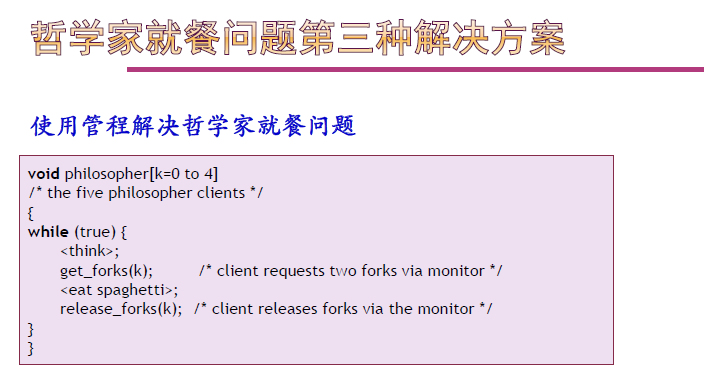 哲学家就餐问题第三种解决方案
使用管程解决哲学家就餐问题
void philosopher[k=0 to 4]
/* the five philosopher clients */
{
while (true) {
<think>;
get_forks(k); /* client requests two forks via monitor */
<eat spaghetti>;
release_forks(k); /* client releases forks via the monitor */
}
}